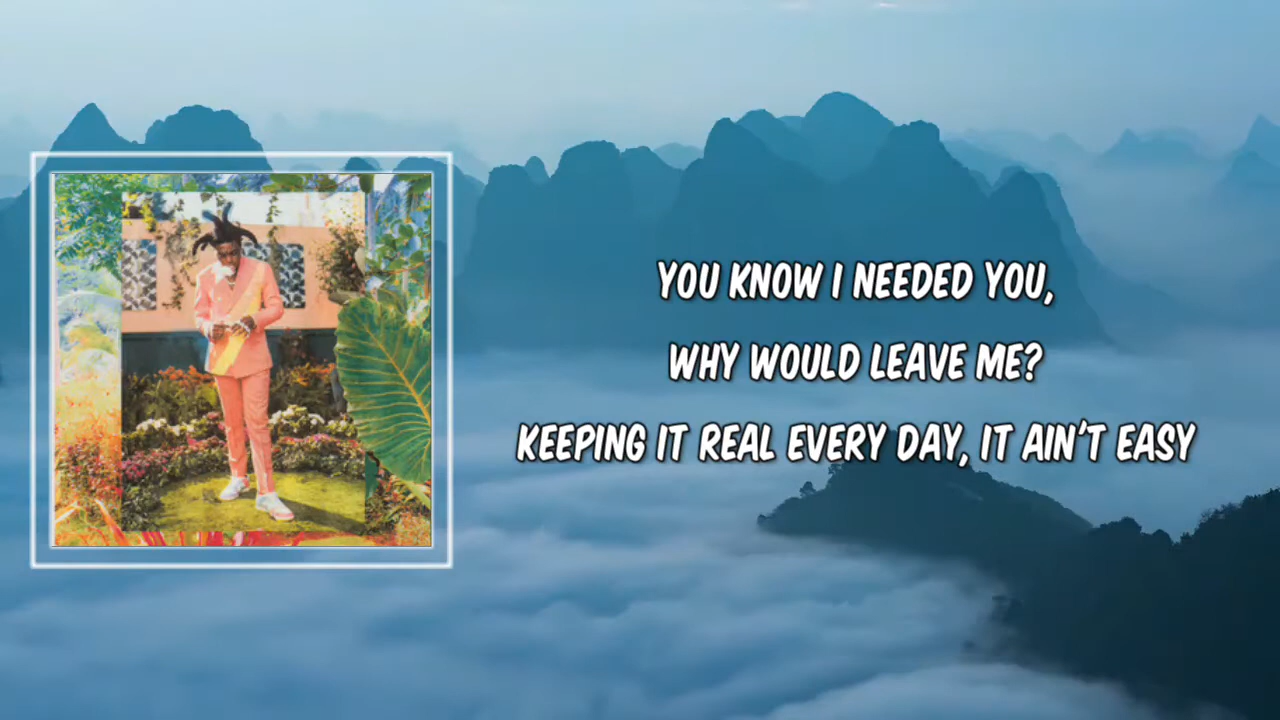 YOU KNOW I NEEDED YOU,
WHY WOULD LEAVE ME?
KEEPING IT REAL EVERY DAY, IT AIN'T EASY